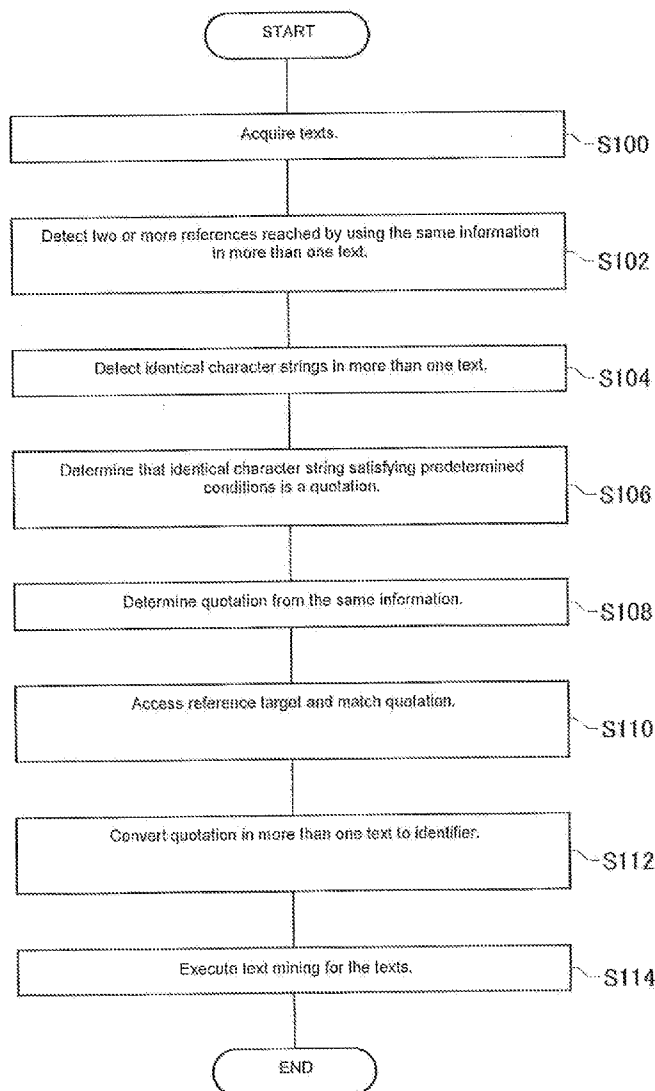 START
Acquire texts.
S100
Detect two or more references reached by using the same information
in more than one text.
S102
Detect identical character strings in more than one text.
S104
Determine that identical character string satisfying predetermined
conditions is a quotation.
S106
Determine quotation from the same information.
S108
Access reference target and match quotation.
S110
Convert quotation in more than one text to identifier.
S112
Execute text mining for the texts.
S114
END